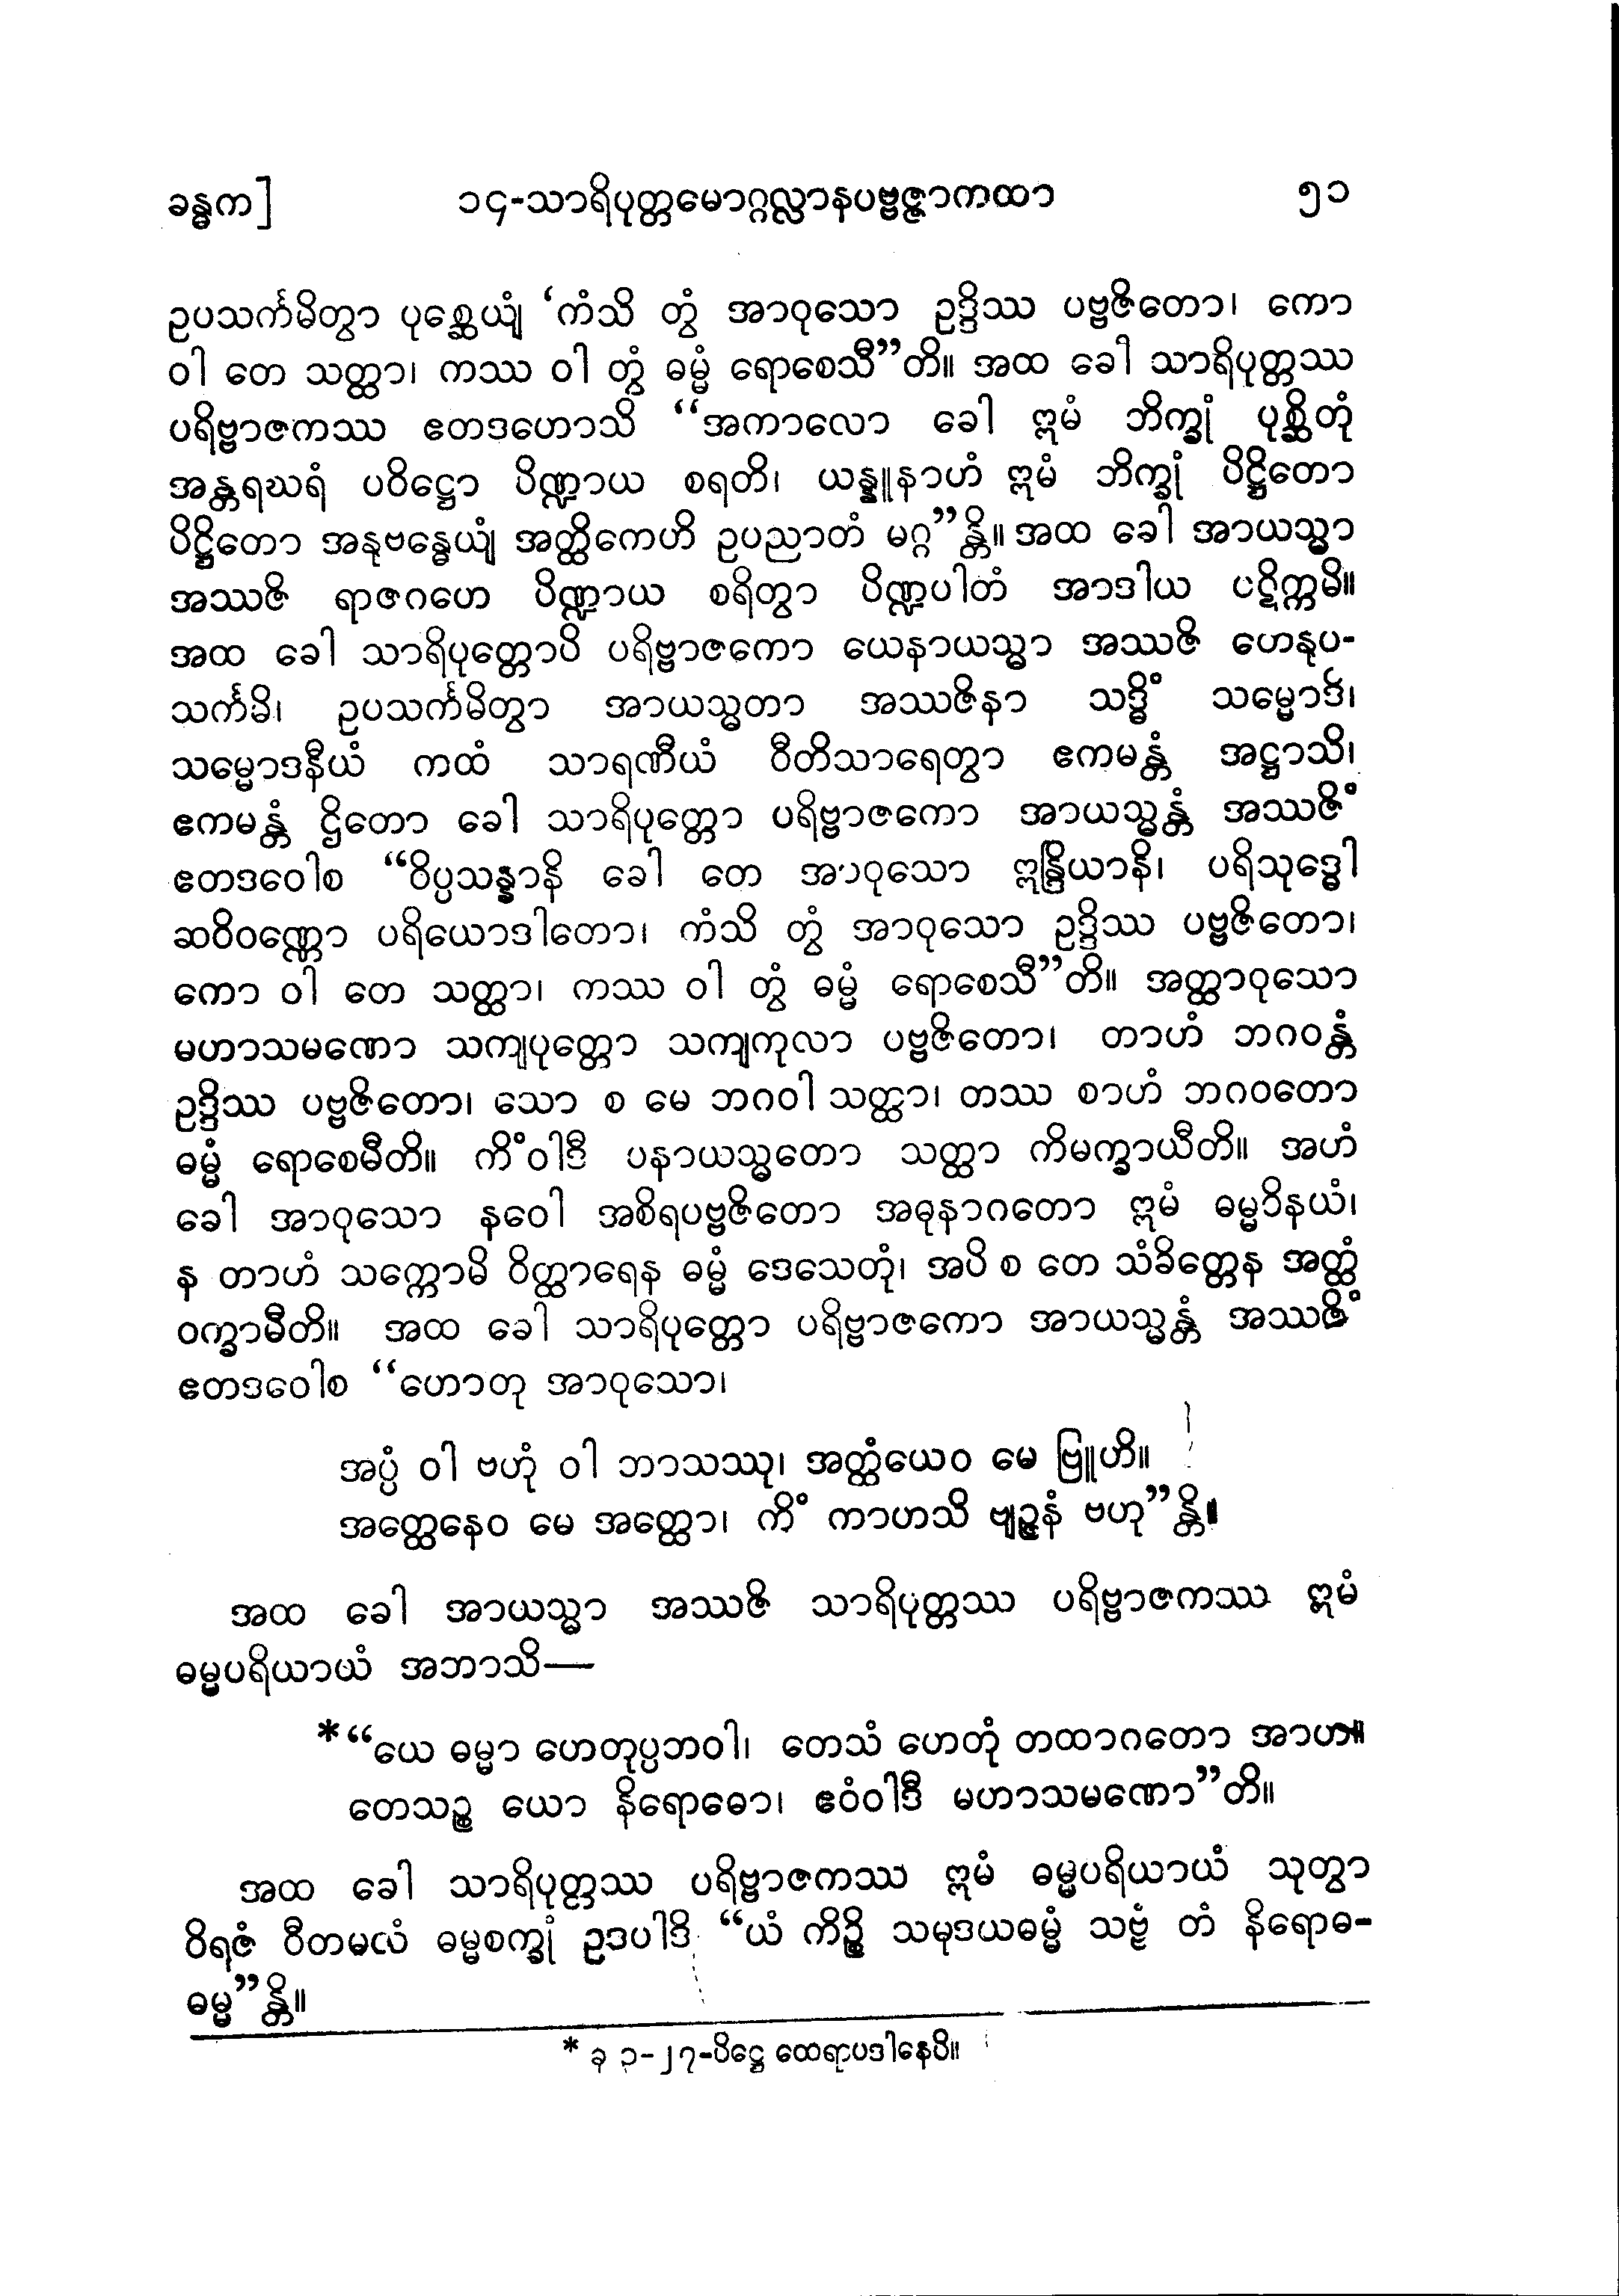 ခန္ဓက] ၁၄-သာရိပုတ္တမောဂ္ဂလ္လာနပဗ္ဗဇ္ဇာကထာ ၅၁
ဥပသင်္ကမိတွာ ပုစ္ဆေယျံ ‘ကံသိ တွံ အာဝုသော ဥဒ္ဒိဿ ပဗ္ဗဇိတော၊ ကော
ဝါ တေ သတ္ထာ၊ ကဿ ဝါ တွံ ဓမ္မံ ရောစေသီ”တိ။ အထ ခေါ သာရိပုတ္တဿ
ပရိဗ္ဗာဇကဿ ဧတဒဟောသိ “အကာလော ခေါ ဣမံ ဘိက္ခုံ ပုစ္ဆိတုံ
အန္တရဃရံ ပဝိဋ္ဌော ပိဏ္ဍာယ စရတိ၊ ယန္နူနာဟံ ဣမံ ဘိက္ခုံ ပိဋ္ဌိတော
ပိဋ္ဌိတော အနုဗန္ဓေယျံ အတ္ထိကေဟိ ဥပညာတံ မဂ္ဂ”န္တိ။ အထ ခေါ အာယသ္မာ
အဿဇိ ရာဇဂဟေ ပိဏ္ဍာယ စရိတွာ ပိဏ္ဍပါတံ အာဒါယ ပဋိက္ကမိ။
အထ ခေါ သာရိပုတ္တောပိ ပရိဗ္ဗာဇကော ယေနာယသ္မာ အဿဇိ တေနုပ-
သင်္ကမိ၊ ဥပသင်္ကမိတွာ အာယသ္မတာ အဿဇိနာ သဒ္ဓိံ သမ္မောဒိ၊
သမ္မောဒနီယံ ကထံ သာရဏီယံ ဝီတိသာရေတွာ ဧကမန္တံ အဋ္ဌာသိ၊
ဧကမန္တံ ဌိတော ခေါ သာရိပုတ္တော ပရိဗ္ဗာဇကော အာယသ္မန္တံ အဿဇိံ
ဧတဒဝေါစ “ဝိပ္ပသန္နာနိ ခေါ တေ အာဝုသော ဣန္ဒြိယာနိ၊ ပရိသုဒ္ဓေါ
ဆဝိဝဏ္ဏော ပရိယောဒါတော၊ ကံသိ တွံ အာဝုသော ဥဒ္ဒိဿ ပဗ္ဗဇိတော၊
ကော ဝါ တေ သတ္ထာ၊ ကဿ ဝါ တွံ ဓမ္မံ ရောစေသီ”တိ။ အတ္ထာဝုသော
မဟာသမဏော သကျပုတ္တော သကျကုလာ ပဗ္ဗဇိတော၊ တာဟံ ဘဂဝန္တံ
ဥဒ္ဒိဿ ပဗ္ဗဇိတော၊ သော စ မေ ဘဂဝါ သတ္ထာ၊ တဿ စာဟံ ဘဂဝတော
ဓမ္မံ ရောစေမီတိ။ ကိံဝါဒီ ပနာယသ္မတော သတ္ထာ ကိမက္ခာယီတိ။ အဟံ
ခေါ အာဝုသော နဝေါ အစိရပဗ္ဗဇိတော အဓုနာဂတော ဣမံ ဓမ္မဝိနယံ၊
န တာဟံ သက္ကောမိ ဝိတ္ထာရေန ဓမ္မံ ဒေသေတုံ၊ အပိ စ တေ သံခိတ္တေန အတ္ထံ
ဝက္ခာမီတိ။ အထ ခေါ သာရိပုတ္တော ပရိဗ္ဗာဇကော အာယသ္မန္တံ အဿဇိံ
ဧတဒဝေါစ “ဟောတု အာဝုသော၊
အပ္ပံ ဝါ ဗဟုံ ဝါ ဘာသဿု၊ အတ္ထံယေဝ မေ ဗြူဟိ။
အတ္ထေနေဝ မေ အတ္ထော၊ ကိံ ကာဟသိ ဗျဉ္ဇနံ ဗဟု”န္တိ။
အထ ခေါ အာယသ္မာ အဿဇိ သာရိပုတ္တဿ ပရိဗ္ဗာဇကဿ ဣမံ
ဓမ္မပရိယာယံ အဘာသိ—
*“ယေ ဓမ္မာ ဟေတုပ္ပဘဝါ၊ တေသံ ဟေတုံ တထာဂတော အာဟ။
တေသဉ္စ ယော နိရောဓော၊ ဧဝံဝါဒီ မဟာသမဏော”တိ။
အထ ခေါ သာရိပုတ္တဿ ပရိဗ္ဗာဇကဿ ဣမံ ဓမ္မပရိယာယံ သုတွာ
ဝိရဇံ ဝီတမလံ ဓမ္မစက္ခုံ ဥဒပါဒိ “ယံ ကိဉ္စိ သမုဒယဓမ္မံ သဗ္ဗံ တံ နိရောဓ-
ဓမ္မ”န္တိ။
* ခု ၃-၂၇-ပိဋ္ဌေ ထေရာပဒါနေပိ။